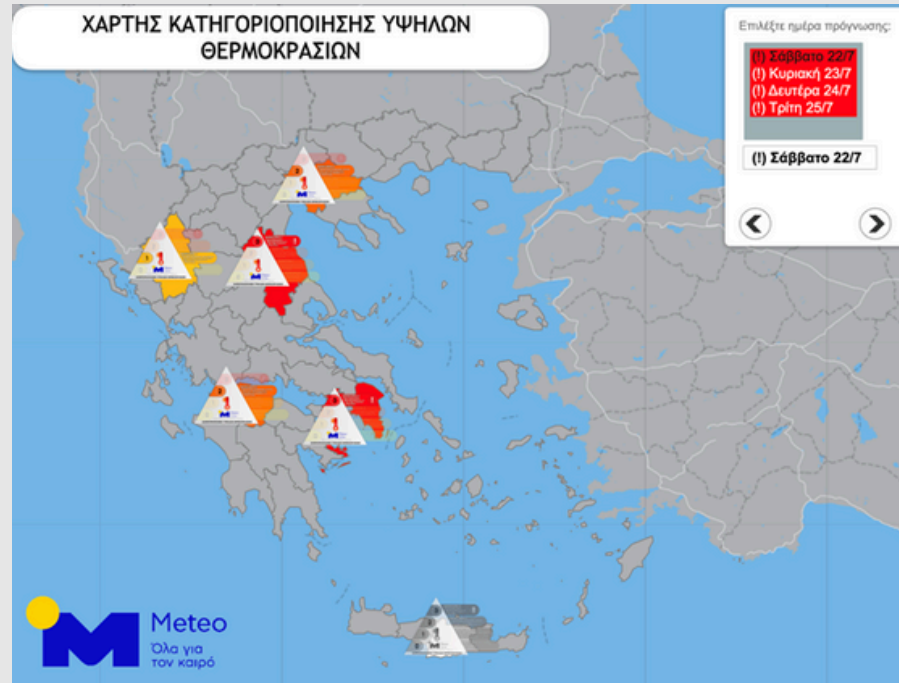 ΧΑΡΤΗΣ ΚΑΤΗΓΟΡΙΟΠΟΙΗΣΗΣ ΥΨΗΛΩΝ
ΘΕΡΜΟΚΡΑΣΙΩΝ
Επιλέξτε ημέρα πρόγνωσης:
(!) Σάββατο 22/7
(!) Κυριακή 23/7
(!) Δευτέρα 24/7
(!) Τρίτη 25/7
(!) Σάββατο 22/7
Meteo
Όλα για
τον καιρό